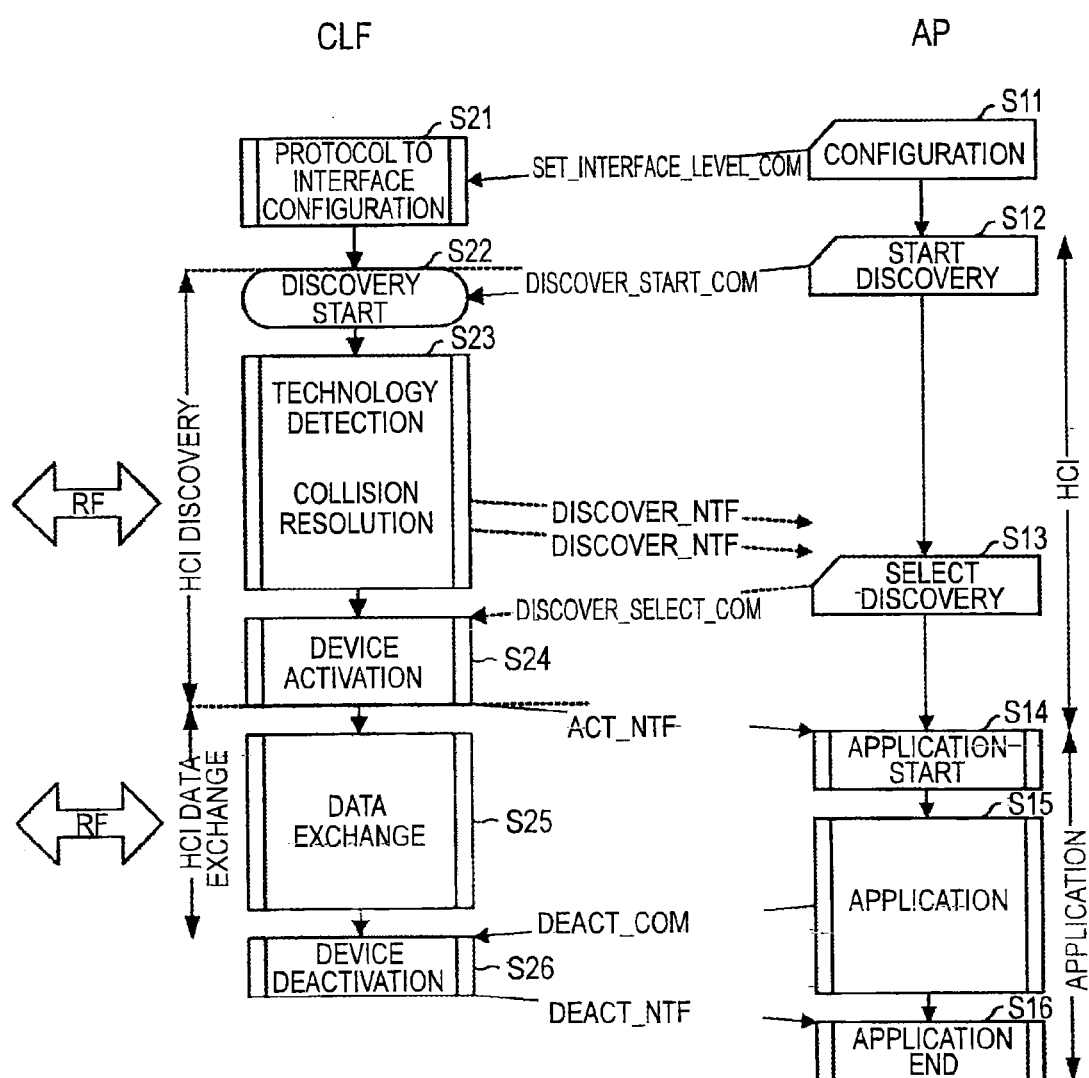 CLF
AP
S21
S11
PROTOCOL TO
INTERFACE
CONFIGURATION
SET_INTERFACE_LEVEL_COM
CONFIGURATION
S22
S12
DISCOVERY
START
DISCOVER_START_COM
START
DISCOVERY
S23
TECHNOLOGY
DETECTION
COLLISION
RESOLUTION
HCI DISCOVERY
RF
DISCOVER_NTF
DISCOVER_NTF
HCI
S13
SELECT
DISCOVERY
DISCOVER_SELECT_COM
DEVICE
ACTIVATION
S24
ACT_NTF
S14
APPLICATION
START
S15
DATA
EXCHANGE
S25
RF
HCI DATA
EXCHANGE
APPLICATION
APPLICATION
DEACT_COM
DEVICE
DEACTIVATION
S26
DEACT_NTF
S16
APPLICATION
END